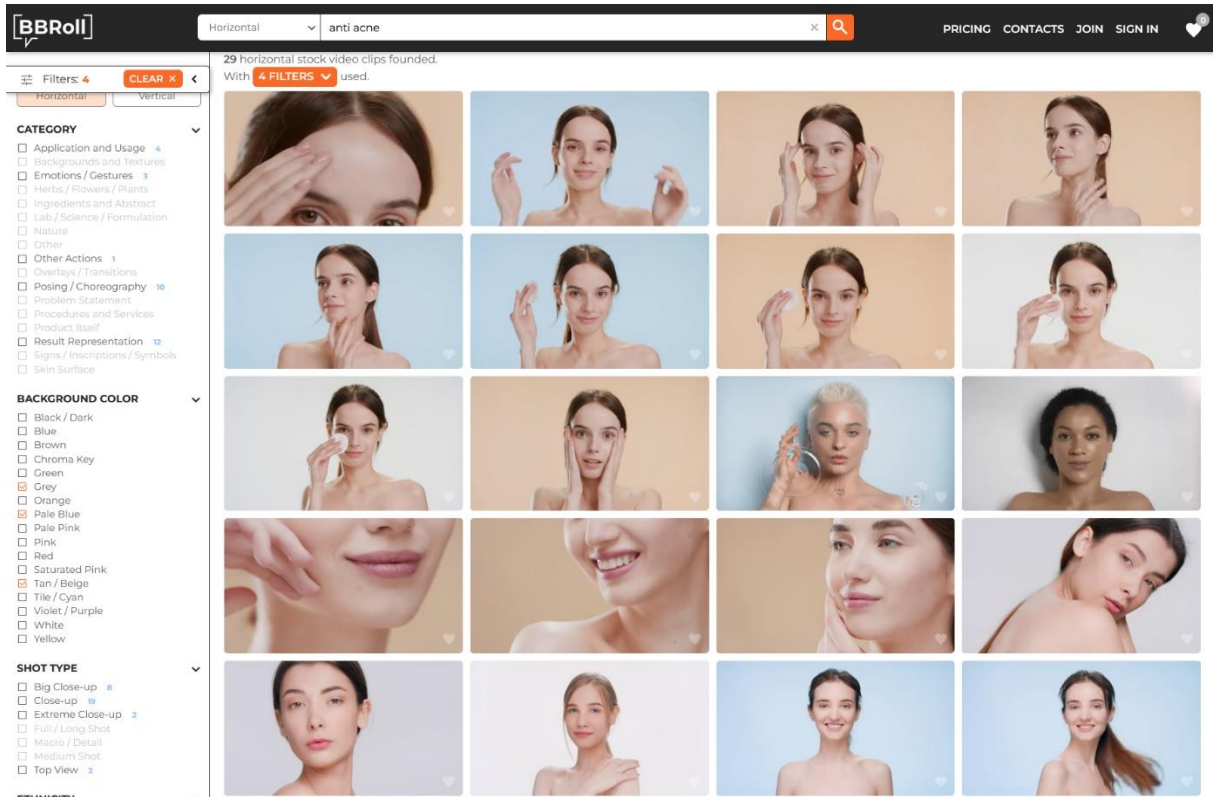 [BBRoll]
Horizontal
anti acne
×
PRICING CONTACTS JOIN SIGN IN
0
29 horizontal stock video clips founded.
With 4 FILTERS used.
Filters: 4 CLEAR ×
Horizontal Vertical
CATEGORY
Application and Usage 4
Backgrounds and Textures
Emotions / Gestures 3
Herbs / Flowers / Plants
Ingredients and Abstract
Lab / Science / Formulation
Nature
Other
Other Actions 1
Overlays / Transitions
Posing / Choreography 10
Problem Statement
Procedures and Services
Product itself
Result Representation 12
Signs / Inscriptions / Symbols
Skin Surface
BACKGROUND COLOR
Black / Dark
Blue
Brown
Chroma Key
Green
Grey
Orange
Pale Blue
Pale Pink
Pink
Red
Saturated Pink
Tan / Beige
Tile / Cyan
Violet / Purple
White
Yellow
SHOT TYPE
Big Close-up 8
Close-up 19
Extreme Close-up 2
Full / Long Shot
Macro / Detail
Medium Shot
Top View 2
ETHNICITY